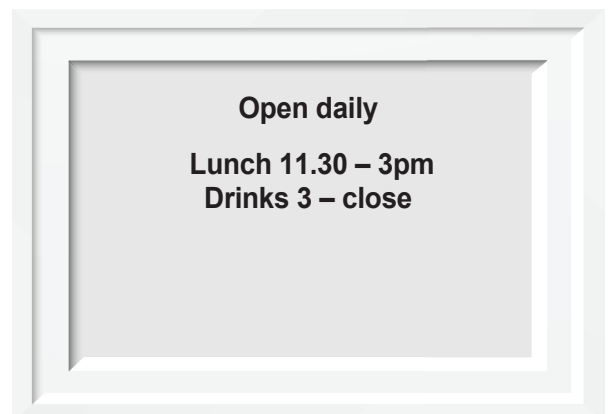 Open daily
Lunch 11.30 – 3pm
Drinks 3 – close